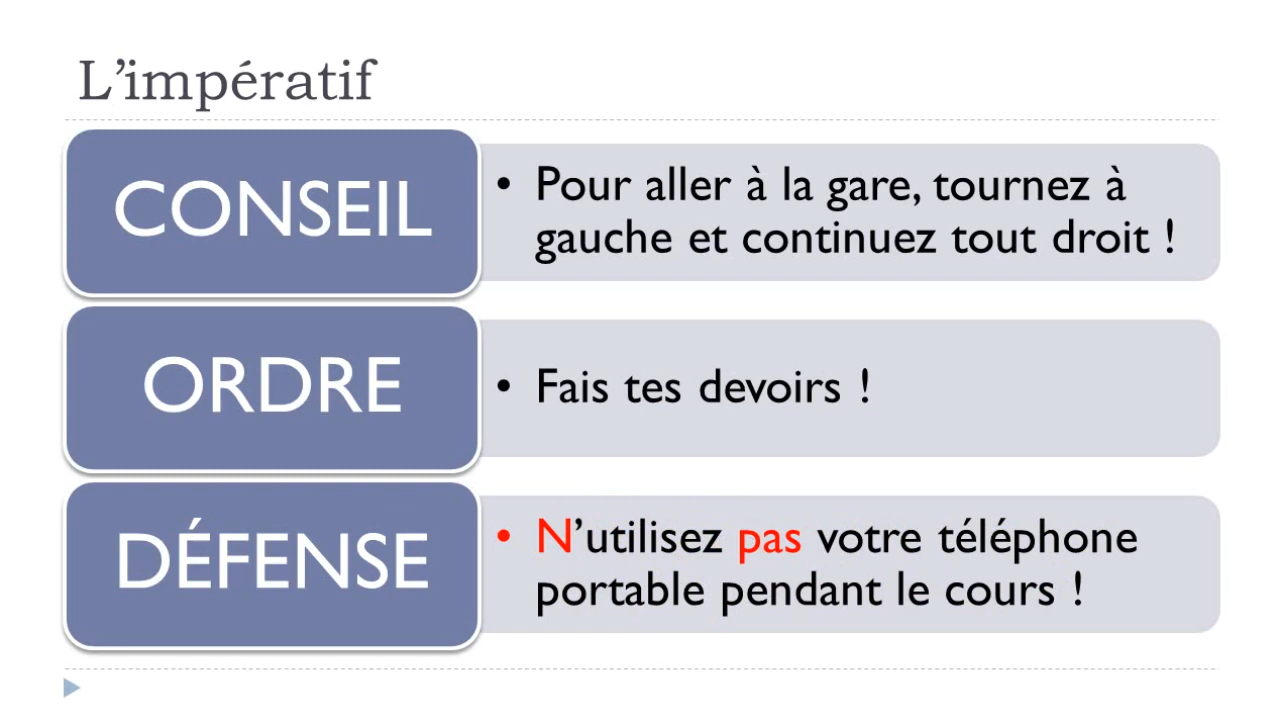 L’impératif
CONSEIL
• Pour aller à la gare, tournez à
gauche et continuez tout droit !
ORDRE
• Fais tes devoirs !
DÉFENSE
• N’utilisez pas votre téléphone
portable pendant le cours !